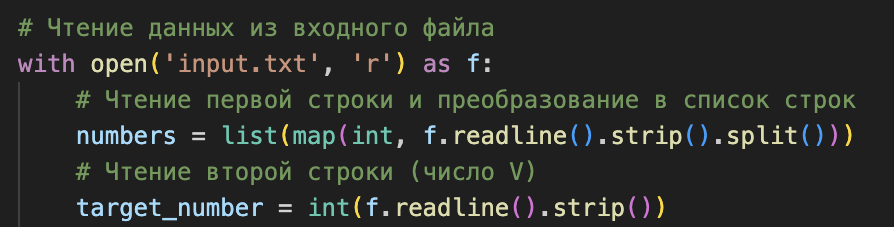 # Чтение данных из входного файла
with open('input.txt', 'r') as f:
    # Чтение первой строки и преобразование в список строк
    numbers = list(map(int, f.readline().strip().split()))
    # Чтение второй строки (число V)
    target_number = int(f.readline().strip())